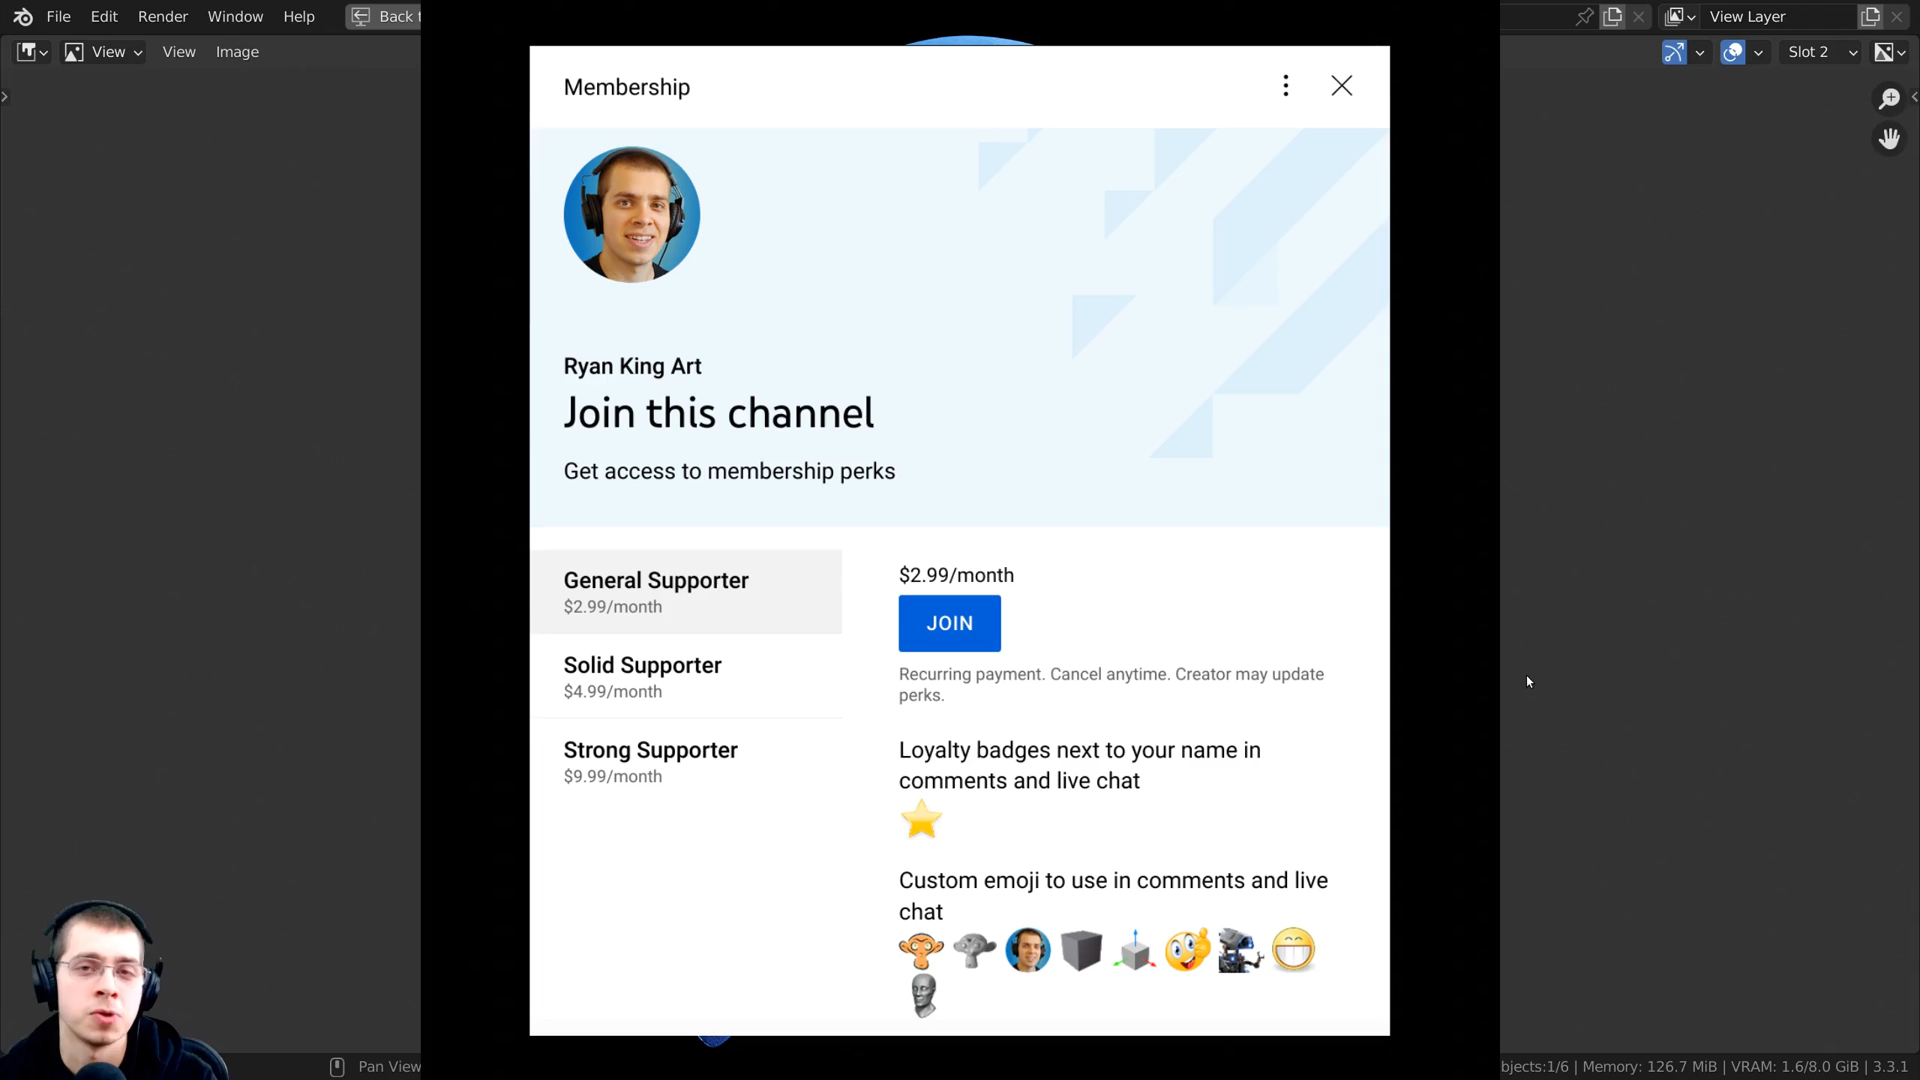 File Edit Render Window Help Back t View Layer
View View Image Slot 2
Membership
Ryan King Art
Join this channel
Get access to membership perks
General Supporter
$2.99/month
Solid Supporter
$4.99/month
Strong Supporter
$9.99/month
$2.99/month
JOIN
Recurring payment. Cancel anytime. Creator may update
perks.
Loyalty badges next to your name in
comments and live chat
Custom emoji to use in comments and live
chat
Pan View bjects:1/6 | Memory: 126.7 MiB | VRAM: 1.6/8.0 GiB | 3.3.1